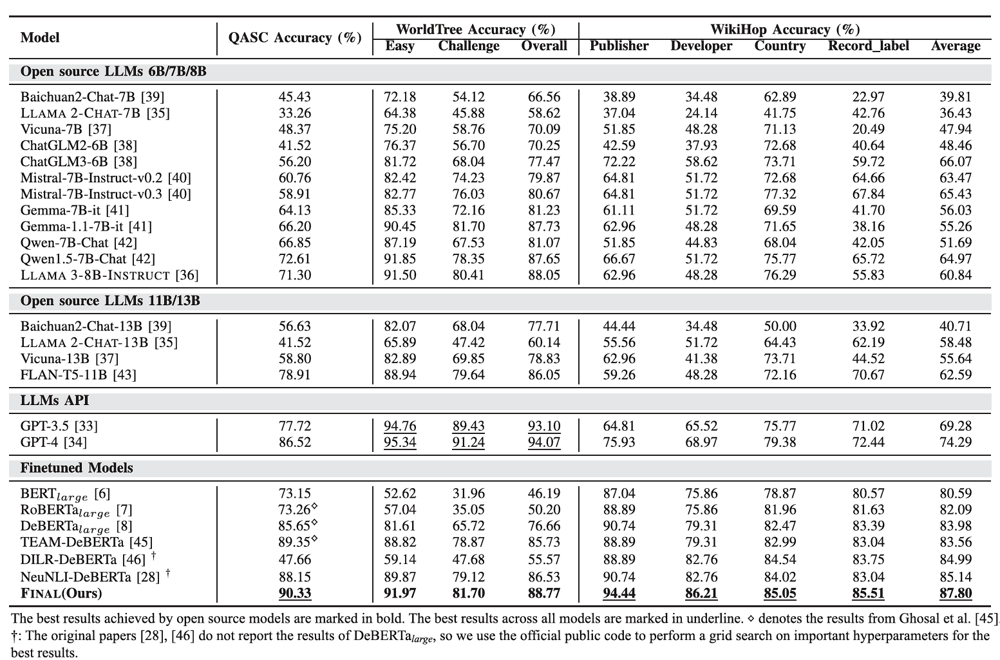 Model QASC Accuracy (%) WorldTree Accuracy (%) WikiHop Accuracy (%)
Easy Challenge Overall Publisher Developer Country Record_label Average
Open source LLMs 6B/7B/8B
Baichuan2-Chat-7B [39] 45.43 72.18 54.12 66.56 38.89 34.48 62.89 22.97 39.81
LLAMA 2-CHAT-7B [35] 33.26 64.38 45.88 58.62 37.04 24.14 41.75 42.76 36.43
Vicuna-7B [37] 48.37 75.20 58.76 70.09 51.85 48.28 71.13 20.49 47.94
ChatGLM2-6B [38] 41.52 76.37 56.70 70.25 42.59 37.93 72.68 40.64 48.46
ChatGLM3-6B [38] 56.20 81.72 68.04 77.47 72.22 58.62 73.71 59.72 66.07
Mistral-7B-Instruct-v0.2 [40] 60.76 82.42 74.23 79.87 64.81 51.72 72.68 64.66 63.47
Mistral-7B-Instruct-v0.3 [40] 58.91 82.77 76.03 80.67 64.81 51.72 77.32 67.84 65.43
Gemma-7B-it [41] 64.13 85.33 72.16 81.23 61.11 51.72 69.59 41.70 56.03
Gemma-1.1-7B-it [41] 66.20 90.45 81.70 87.73 62.96 48.28 71.65 38.16 55.26
Qwen-7B-Chat [42] 66.85 87.19 67.53 81.07 51.85 44.83 68.04 42.05 51.69
Qwen1.5-7B-Chat [42] 72.61 91.85 78.35 87.65 66.67 51.72 75.77 65.72 64.97
LLAMA 3-8B-INSTRUCT [36] 71.30 91.50 80.41 88.05 62.96 48.28 76.29 55.83 60.84
Open source LLMs 11B/13B
Baichuan2-Chat-13B [39] 56.63 82.07 68.04 77.71 44.44 34.48 50.00 33.92 40.71
LLAMA 2-CHAT-13B [35] 41.52 65.89 47.42 60.14 55.56 51.72 64.43 62.19 58.48
Vicuna-13B [37] 58.80 82.89 69.85 78.83 62.96 41.38 73.71 44.52 55.64
FLAN-T5-11B [43] 78.91 88.94 79.64 86.05 59.26 48.28 72.16 70.67 62.59
LLMs API
GPT-3.5 [33] 77.72 94.76 89.43 93.10 64.81 65.52 75.77 71.02 69.28
GPT-4 [34] 86.52 95.34 91.24 94.07 75.93 68.97 79.38 72.44 74.29
Finetuned Models
BERTlarge [6] 73.15 52.62 31.96 46.19 87.04 75.86 78.87 80.57 80.59
RoBERTalarge [7] 73.26⋄ 57.04 35.05 50.20 88.89 75.86 81.96 81.63 82.09
DeBERTalarge [8] 85.65⋄ 81.61 65.72 76.66 90.74 79.31 82.47 83.39 83.98
TEAM-DeBERTa [45] 89.35⋄ 88.82 78.87 85.73 88.89 79.31 82.99 83.04 83.56
DILR-DeBERTa [46] † 47.66 59.14 47.68 55.57 88.89 82.76 84.54 83.75 84.99
NeuNLI-DeBERTa [28] † 88.15 89.87 79.12 86.53 90.74 82.76 84.02 83.04 85.14
FINAL(Ours) 90.33 91.97 81.70 88.77 94.44 86.21 85.05 85.51 87.80
The best results achieved by open source models are marked in bold. The best results across all models are marked in underline. ⋄ denotes the results from Ghosal et al. [45].
†: The original papers [28], [46] do not report the results of DeBERTalarge, so we use the official public code to perform a grid search on important hyperparameters for the
best results.